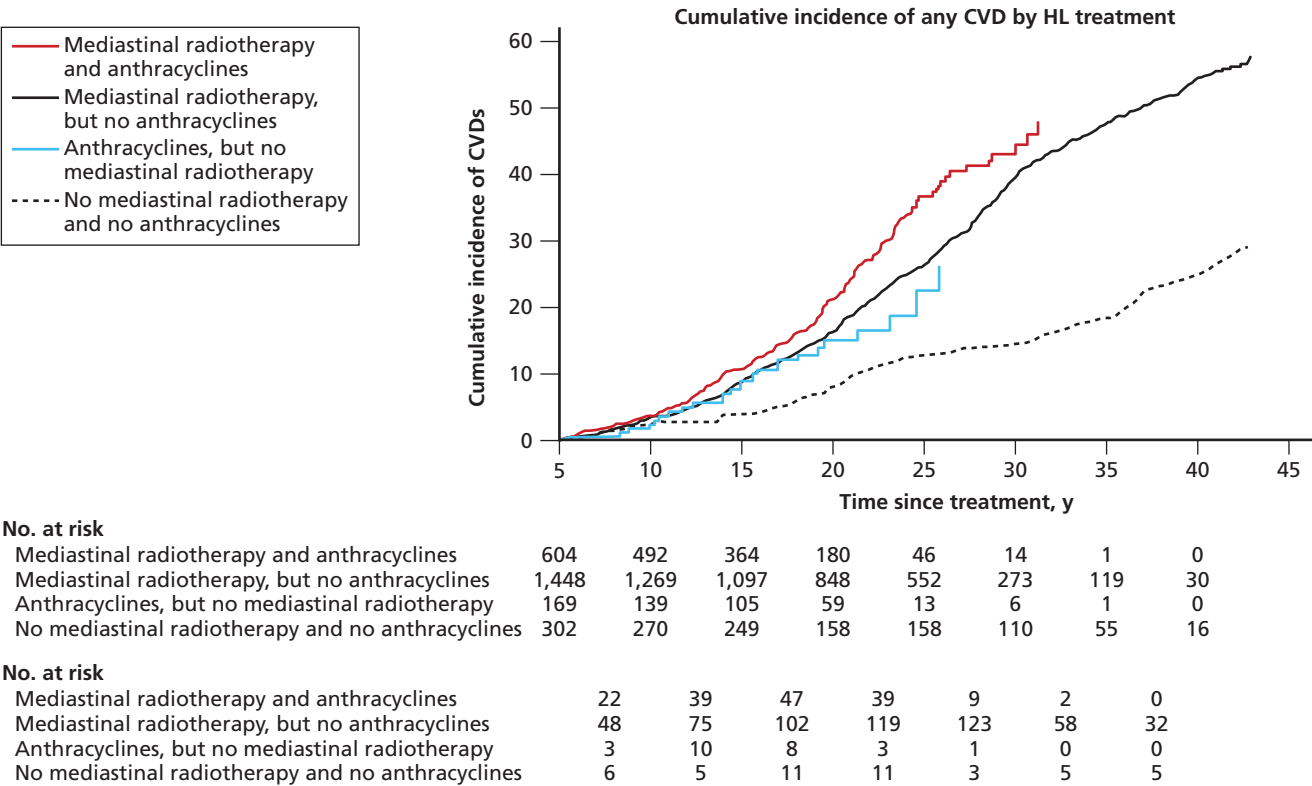 Cumulative incidence of any CVD by HL treatment
Mediastinal radiotherapy
and anthracyclines
Mediastinal radiotherapy,
but no anthracyclines
Anthracyclines, but no
mediastinal radiotherapy
No mediastinal radiotherapy
and no anthracyclines
Cumulative incidence of CVDs
60
50
40
30
20
10
0
5 10 15 20 25 30 35 40 45
Time since treatment, y
No. at risk
Mediastinal radiotherapy and anthracyclines 604 492 364 180 46 14 1 0
Mediastinal radiotherapy, but no anthracyclines 1,448 1,269 1,097 848 552 273 119 30
Anthracyclines, but no mediastinal radiotherapy 169 139 105 59 13 6 1 0
No mediastinal radiotherapy and no anthracyclines 302 270 249 158 158 110 55 16
No. at risk
Mediastinal radiotherapy and anthracyclines 22 39 47 39 9 2 0
Mediastinal radiotherapy, but no anthracyclines 48 75 102 119 123 58 32
Anthracyclines, but no mediastinal radiotherapy 3 10 8 3 1 0 0
No mediastinal radiotherapy and no anthracyclines 6 5 11 11 3 5 5